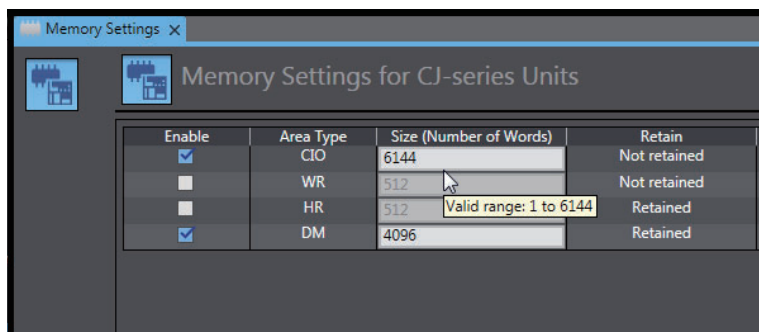 Memory Settings x
Memory Settings for CJ-series Units
Enable Area Type Size (Number of Words) Retain
CIO 6144 Not retained
WR 512 Not retained
HR 512 Valid range: 1 to 6144 Retained
DM 4096 Retained